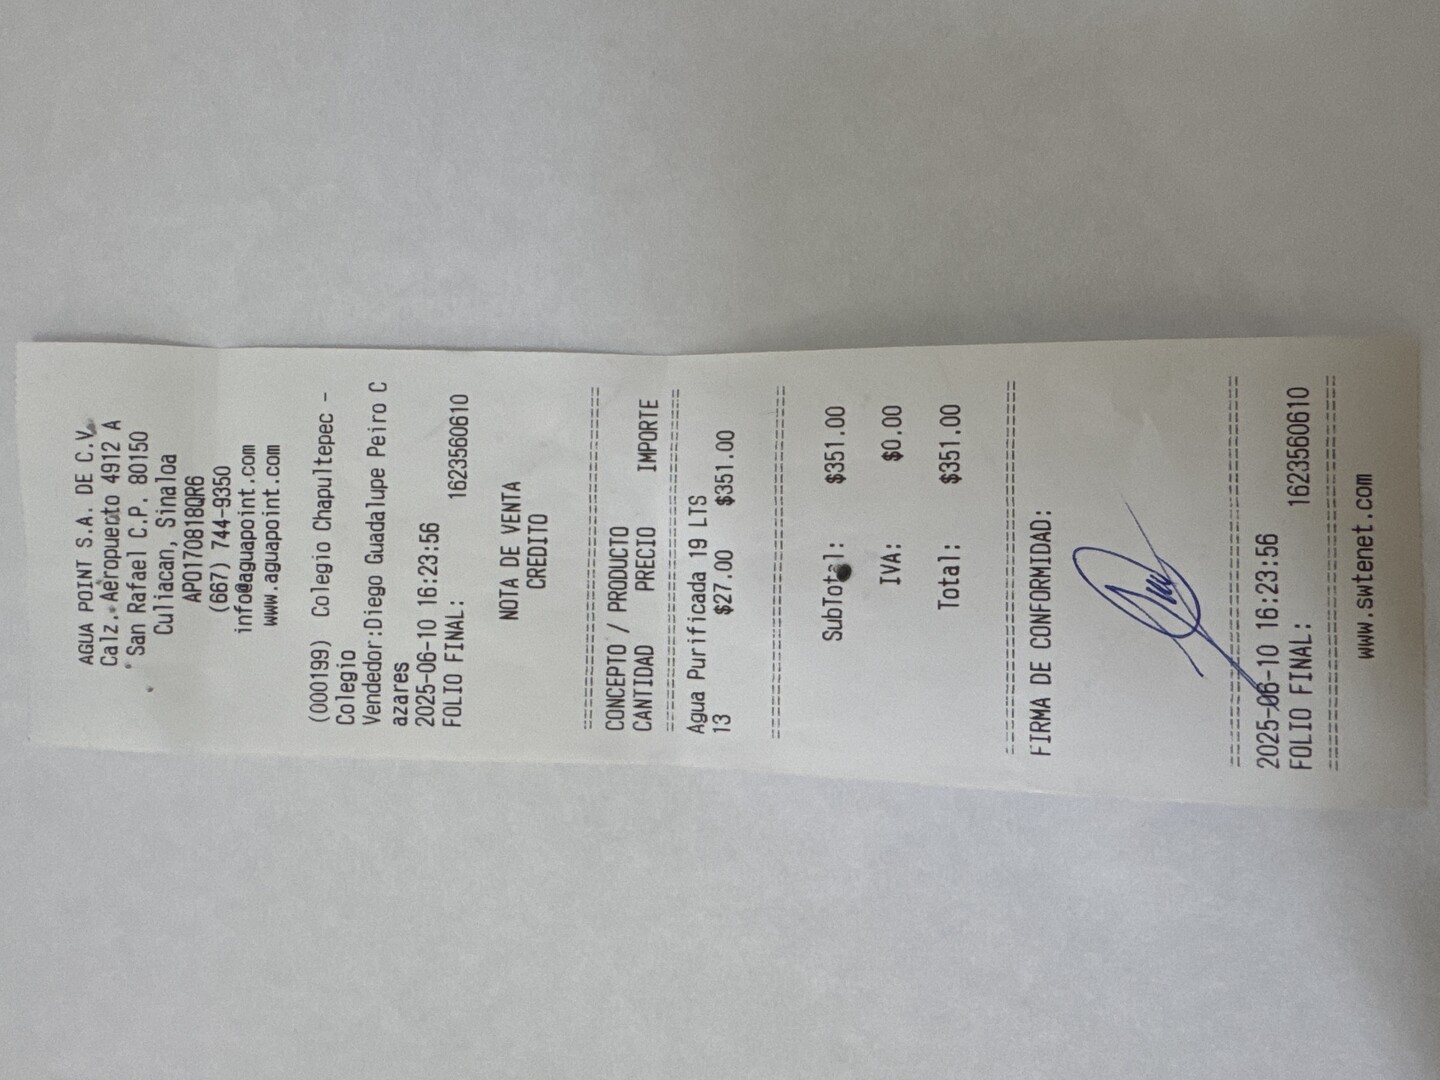 AGUA POINT S.A. DE C.V.
Calz. Aeropuerto 4912 A
San Rafael C.P. 80150
Culiacan, Sinaloa
APO170818QR6
(667) 744-9350
info@aguapoint.com
www.aguapoint.com
(000199) Colegio Chapultepec -
Colegio
Vendedor:Diego Guadalupe Peiro C
azares
2025-06-10 16:23:56
FOLIO FINAL: 1623560610
NOTA DE VENTA
CREDITO
================================
CONCEPTO / PRODUCTO
CANTIDAD PRECIO IMPORTE
================================
Agua Purificada 19 LTS
13 $27.00 $351.00
================================
SubTotal: $351.00
IVA: $0.00
Total: $351.00
================================
FIRMA DE CONFORMIDAD:
================================
2025-06-10 16:23:56
FOLIO FINAL: 1623560610
================================
www.swtenet.com